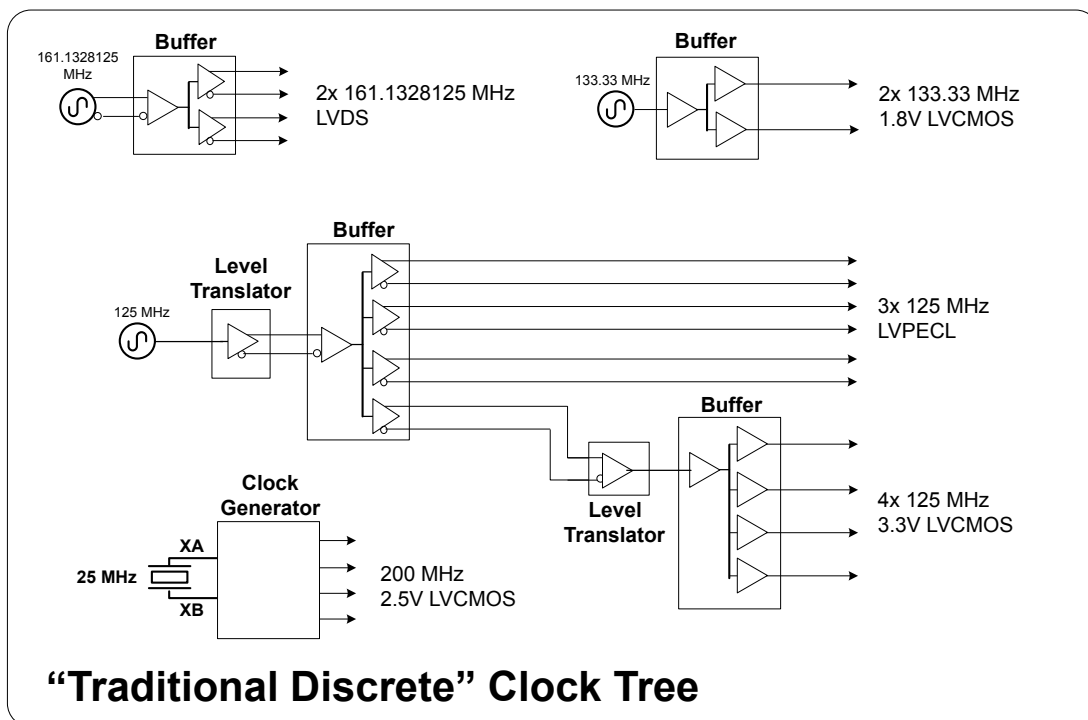 Buffer
161.1328125
MHz
2x 161.1328125 MHz
LVDS
Buffer
133.33 MHz
2x 133.33 MHz
1.8V LVCMOS
Buffer
Level
Translator
125 MHz
3x 125 MHz
LVPECL
Buffer
Level
Translator
4x 125 MHz
3.3V LVCMOS
Clock
Generator
XA
25 MHz
XB
200 MHz
2.5V LVCMOS
“Traditional Discrete” Clock Tree